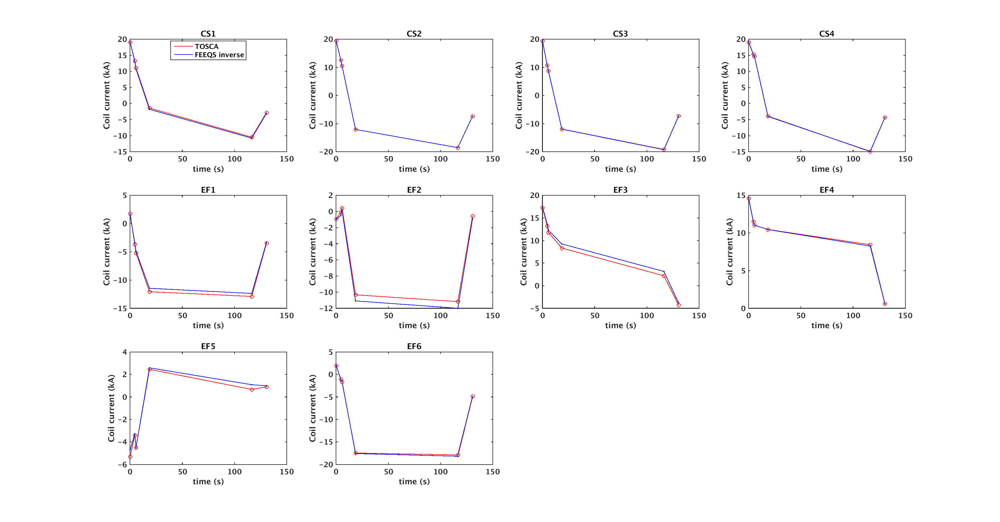 CS1
20
15
10
5
0
−5
−10
−15
0 50 100 150
Coil current (kA)
time (s)
TOSCA
FEEQS inverse
CS2
20
10
0
−10
−20
0 50 100 150
Coil current (kA)
time (s)
CS3
20
10
0
−10
−20
0 50 100 150
Coil current (kA)
time (s)
CS4
20
15
10
5
0
−5
−10
−15
0 50 100 150
Coil current (kA)
time (s)
EF1
5
0
−5
−10
−15
0 50 100 150
Coil current (kA)
time (s)
EF2
2
0
−2
−4
−6
−8
−10
−12
0 50 100 150
Coil current (kA)
time (s)
EF3
20
15
10
5
0
−5
0 50 100 150
Coil current (kA)
time (s)
EF4
15
10
5
0
0 50 100 150
Coil current (kA)
time (s)
EF5
4
2
0
−2
−4
−6
0 50 100 150
Coil current (kA)
time (s)
EF6
5
0
−5
−10
−15
−20
0 50 100 150
Coil current (kA)
time (s)